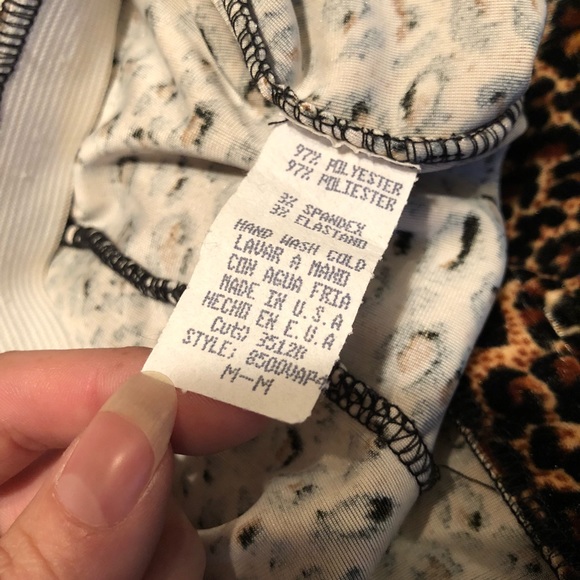 97% POLYESTER
97% POLIESTER
3% SPANDEX
3% ELASTANO
HAND WASH COLD
LAVAR A MANO
CON AGUA FRIA
MADE IN U.S.A
HECHO EN E.U.A
Cut; 3512R
STYLE; 8500VAP4
M-M